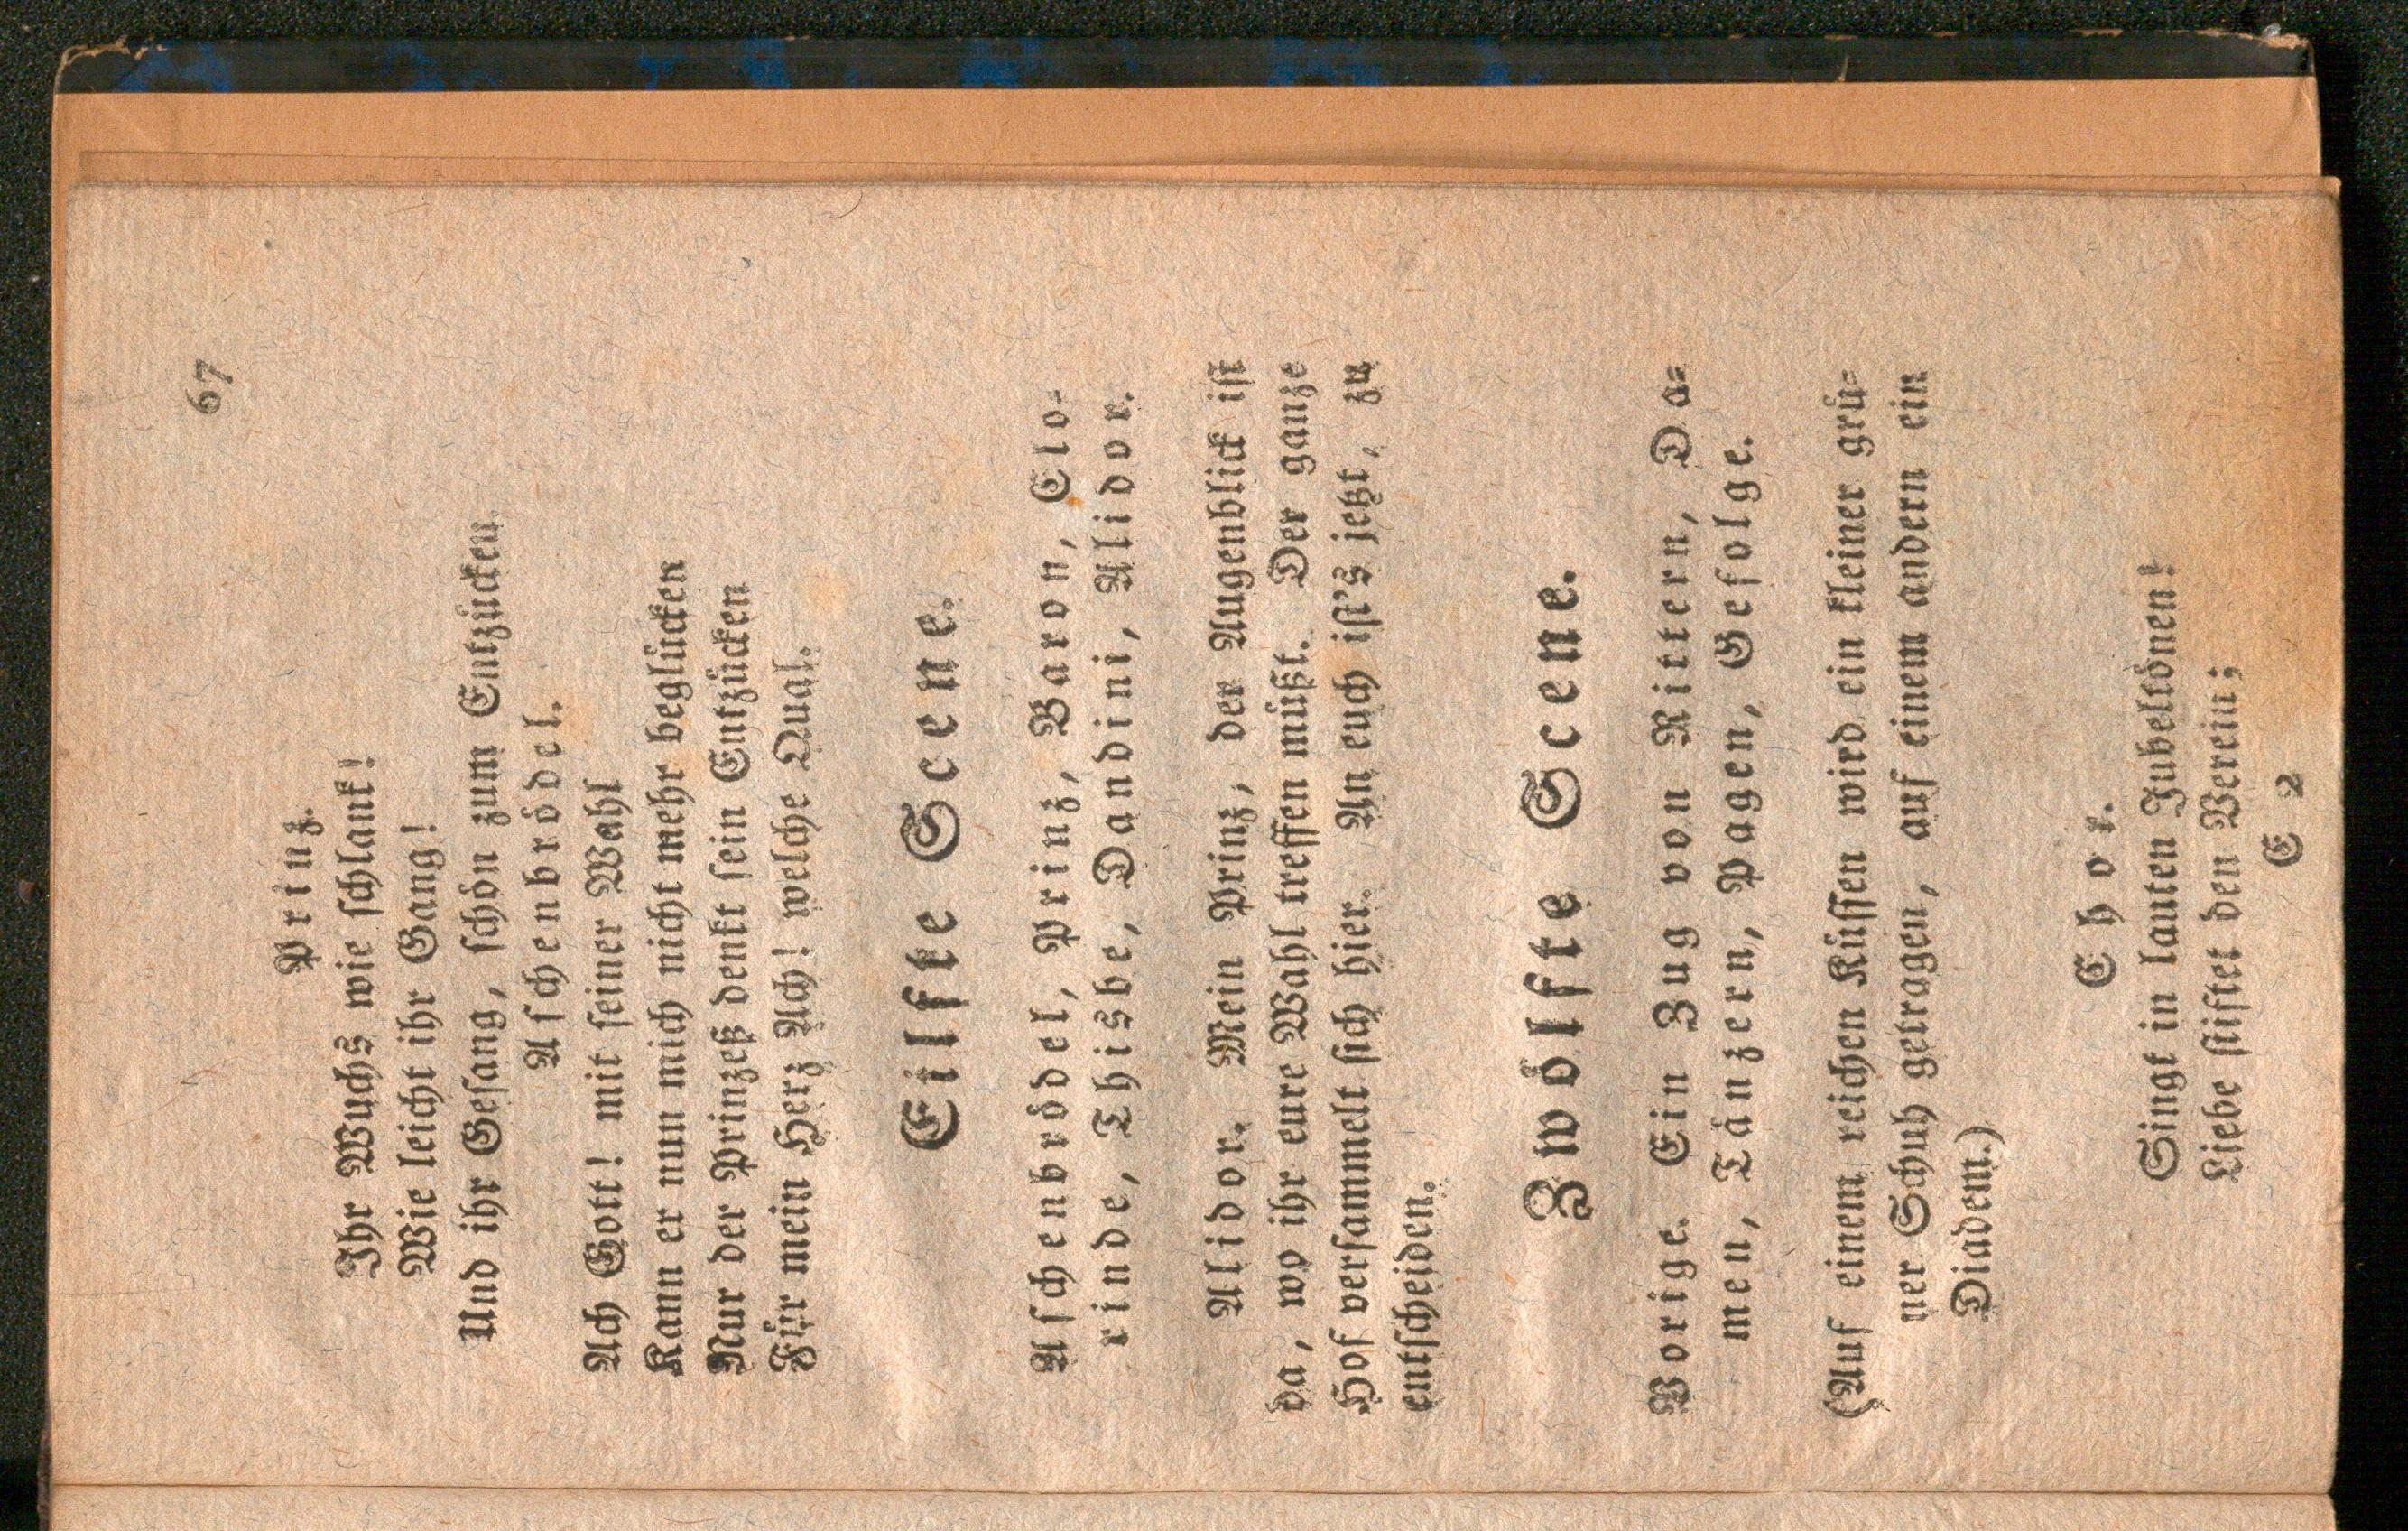 67
Prinz.
Ihr Wuchs wie schlank!
Wie leicht ihr Gang!
Und ihr Gesang, schön zum Entzücken
Aschenbrödel.
Ach Gott! mit seiner Wahl
Kann er nun mich nicht mehr beglücken
Nur der Prinzeß denkt sein Entzücken
Für mein Herz Ach! welche Qual.
Eilfte Scene.
Aschenbrödel, Prinz, Baron, Clo-
rinde, Thisbe, Dandini, Alidor.
Alidor. Mein Prinz, der Augenblick ist
da, wo ihr eure Wahl treffen müßt. Der ganze
Hof versammelt sich hier. An euch ist's jetzt, zu
entscheiden.
Zwölfte Scene.
Vorige. Ein Zug von Rittern, Da-
men, Tänzern, Pagen, Gefolge.
(Auf einem reichen Küssen wird ein kleiner grü-
ner Schuh getragen, auf einem andern ein
Diadem.)
Chor.
Singt in lauten Jubeltönen!
Liebe stiftet den Verein;
E 2